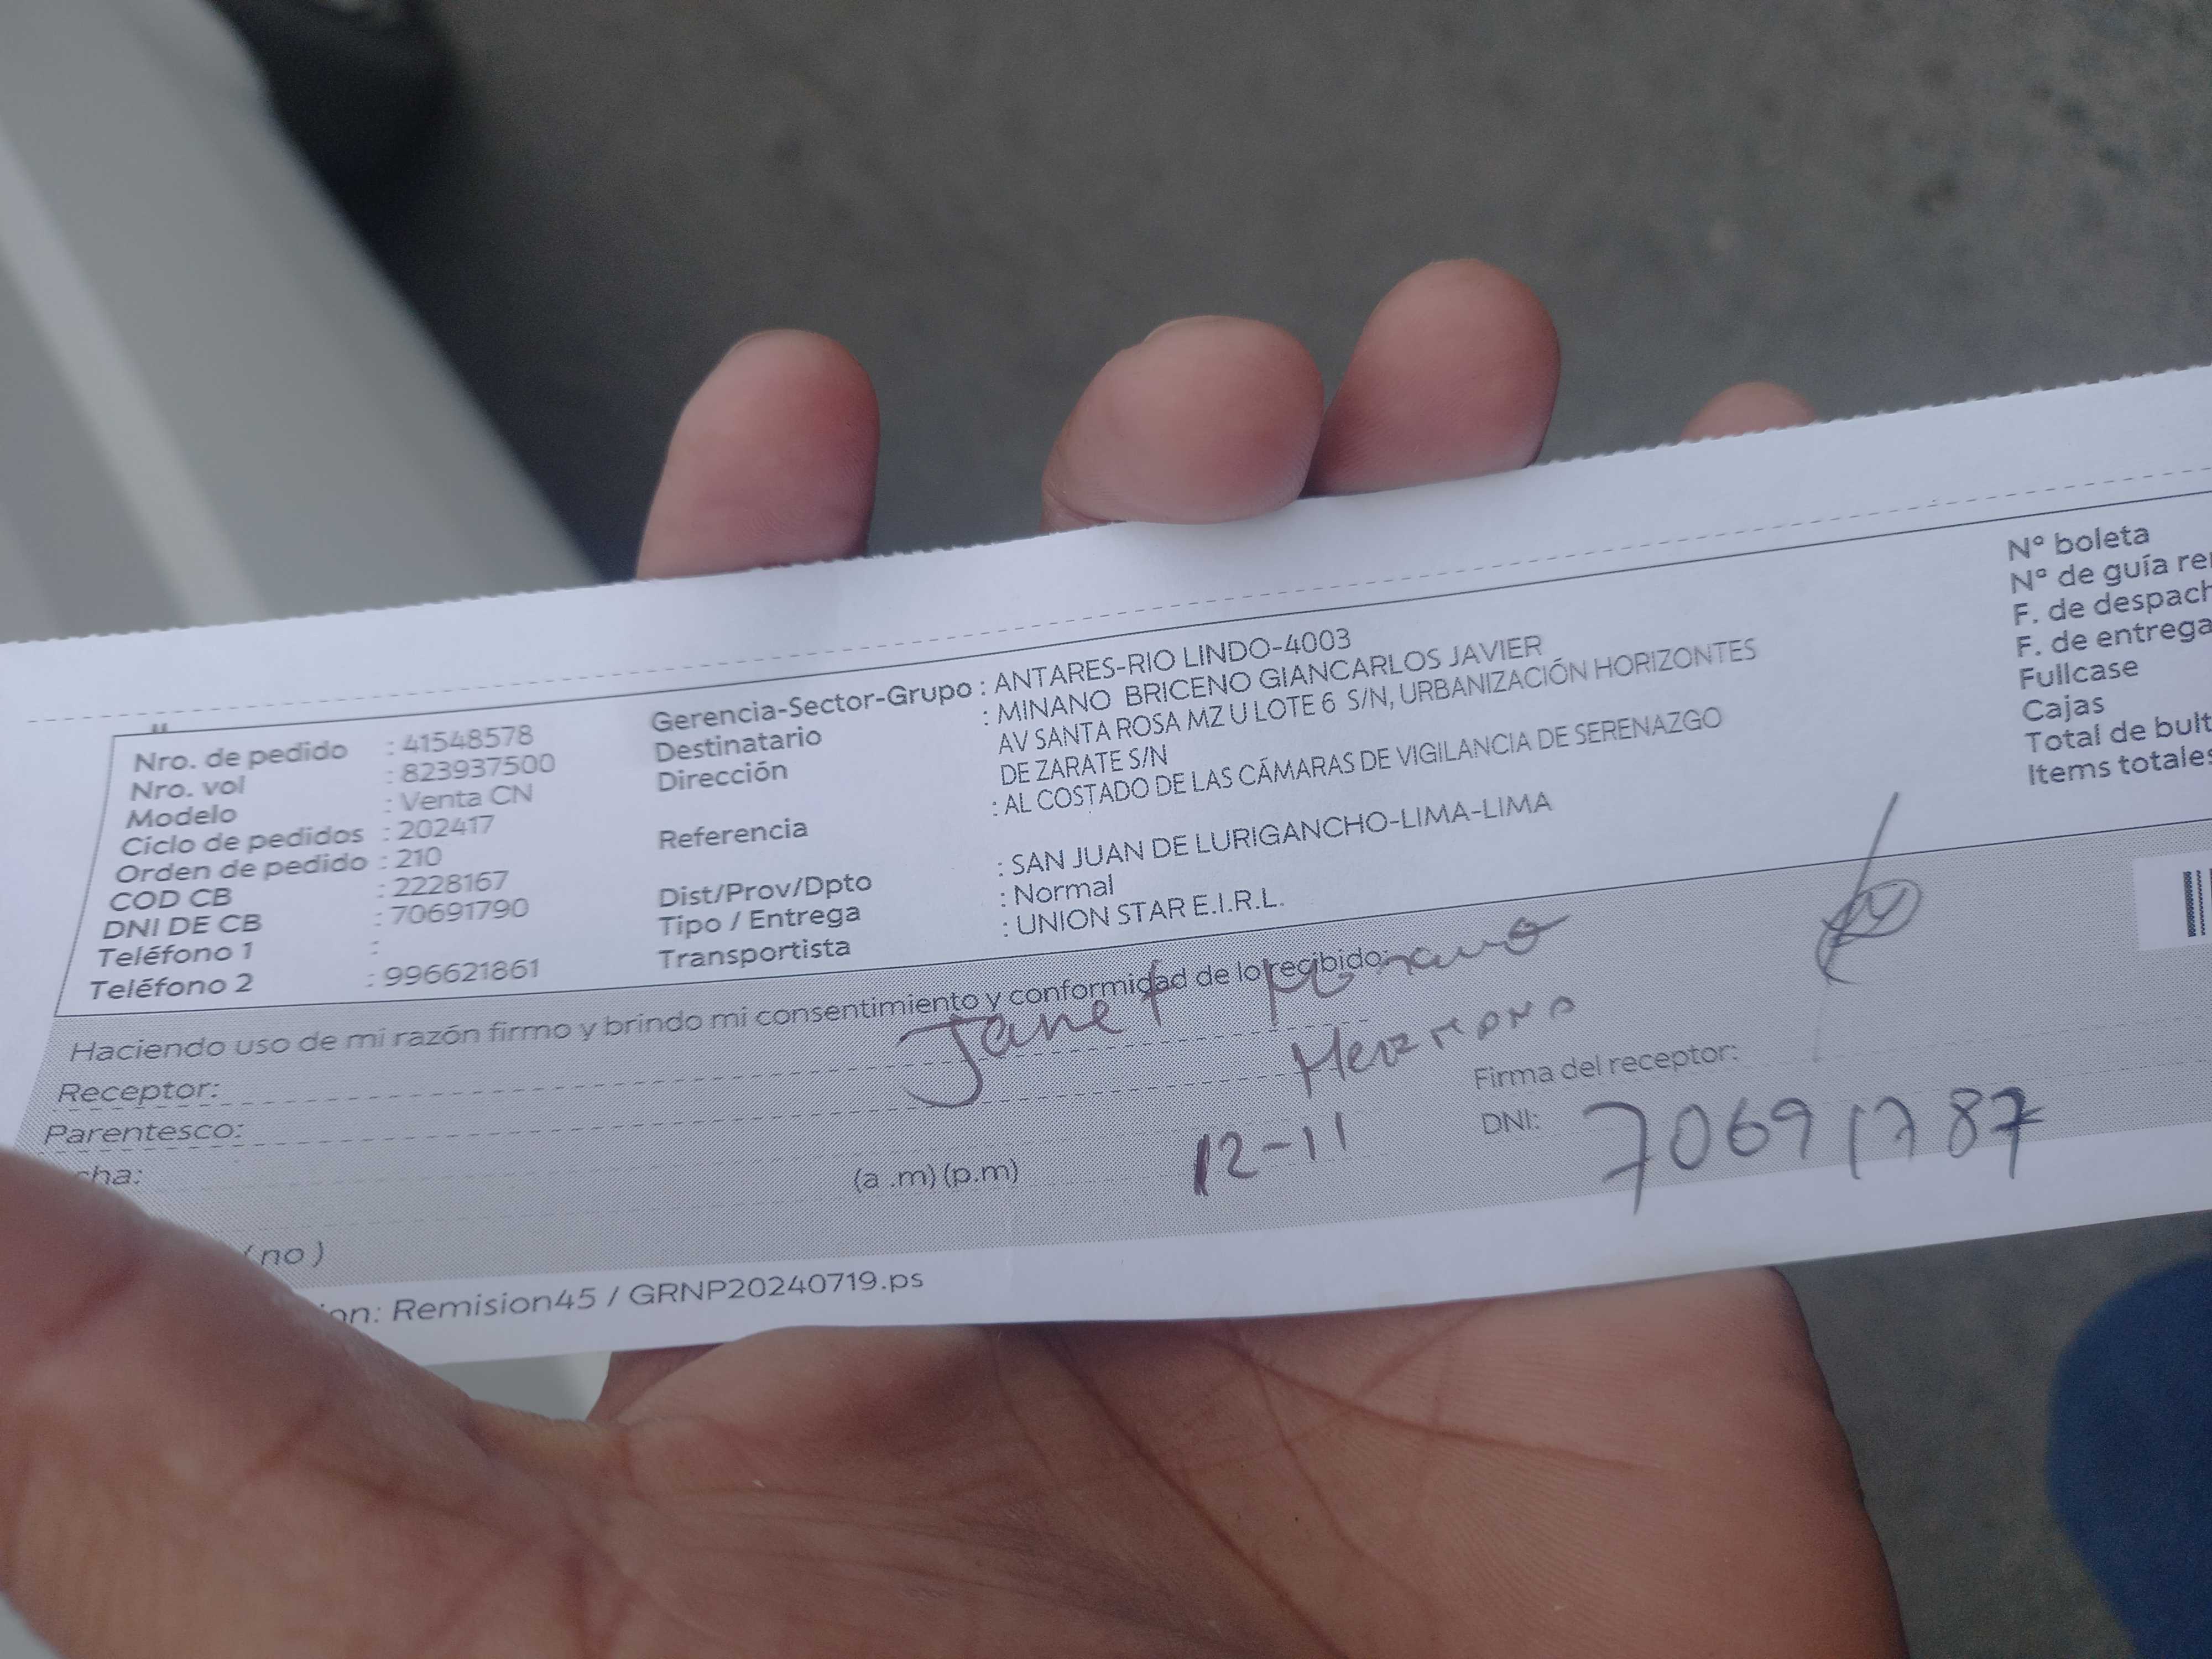 Nro. de pedido : 41548578
Nro. vol : 823937500
Modelo : Venta CN
Ciclo de pedidos : 202417
Orden de pedido : 210
COD CB : 2228167
DNI DE CB : 70691790
Teléfono 1 :
Teléfono 2 : 996621861
Gerencia-Sector-Grupo : ANTARES-RIO LINDO-4003
Destinatario : MINANO BRICENO GIANCARLOS JAVIER
Dirección AV SANTA ROSA MZ U LOTE 6 S/N, URBANIZACIÓN HORIZONTES
DE ZARATE S/N
Referencia : AL COSTADO DE LAS CÁMARAS DE VIGILANCIA DE SERENAZGO
Dist/Prov/Dpto : SAN JUAN DE LURIGANCHO-LIMA-LIMA
Tipo / Entrega : Normal
Transportista : UNION STAR E.I.R.L.
N° boleta
N° de guía re
F. de despach
F. de entrega
Fullcase
Cajas
Total de bult
Items totales
Haciendo uso de mi razón firmo y brindo mi consentimiento y conformidad de lo recibido:
Receptor: Janet
Parentesco: Hermana
Firma del receptor:
cha: (a .m) (p.m) 12-11
DNI: 70691787
(no)
on: Remision45 / GRNP20240719.ps